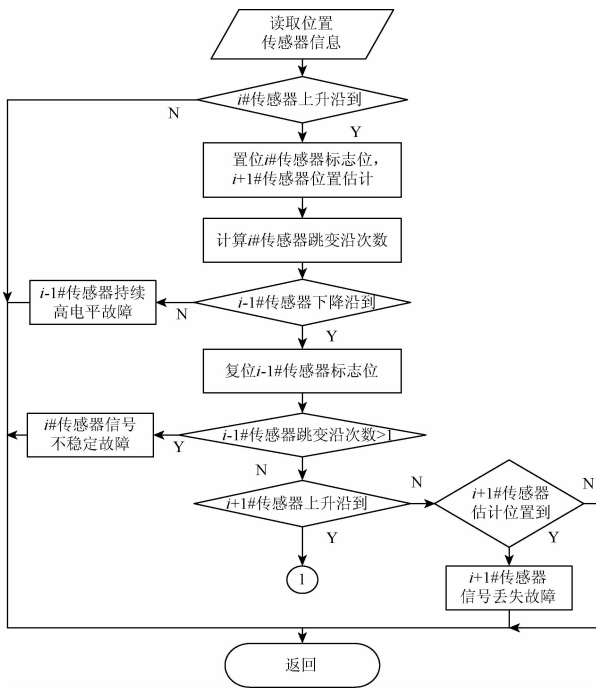 读取位置
传感器信息
i#传感器上升沿到
N
Y
置位i#传感器标志位，
i+1#传感器位置估计
计算i#传感器跳变沿次数
i-1#传感器持续
高电平故障
N
i-1#传感器下降沿到
Y
复位i-1#传感器标志位
i#传感器信号
不稳定故障
Y
i-1#传感器跳变沿次数>1
N
i+1#传感器上升沿到
N
i+1#传感器
估计位置到
N
Y
Y
1
i+1#传感器
信号丢失故障
返回